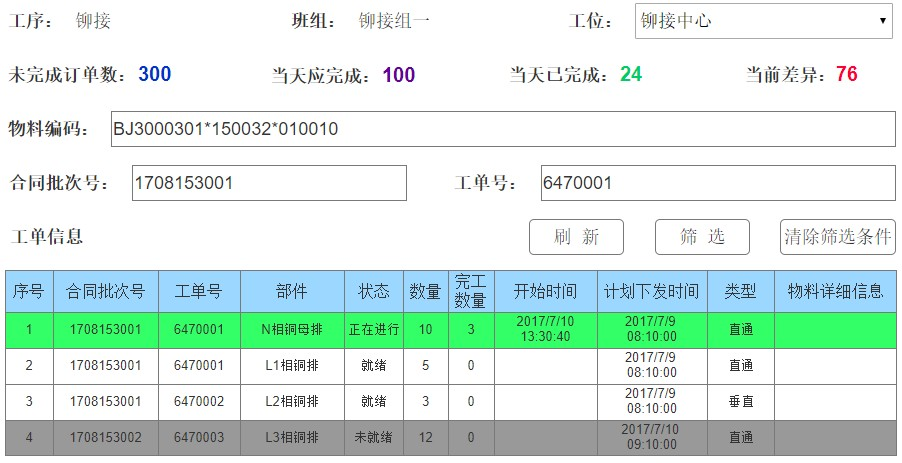 工序： 铆接 班组： 铆接组一 工位： 铆接中心
未完成订单数：300 当天应完成：100 当天已完成：24 当前差异：76
物料编码： BJ3000301*150032*010010
合同批次号： 1708153001 工单号： 6470001
工单信息 刷 新 筛 选 清除筛选条件
序号 合同批次号 工单号 部件 状态 数量 完工数量 开始时间 计划下发时间 类型 物料详细信息
1 1708153001 6470001 N相铜母排 正在进行 10 3 2017/7/10 13:30:40 2017/7/9 08:10:00 直通
2 1708153001 6470001 L1相铜排 就绪 5 0 2017/7/9 08:10:00 直通
3 1708153001 6470002 L2相铜排 就绪 3 0 2017/7/9 08:10:00 垂直
4 1708153002 6470003 L3相铜排 未就绪 12 0 2017/7/10 09:10:00 直通